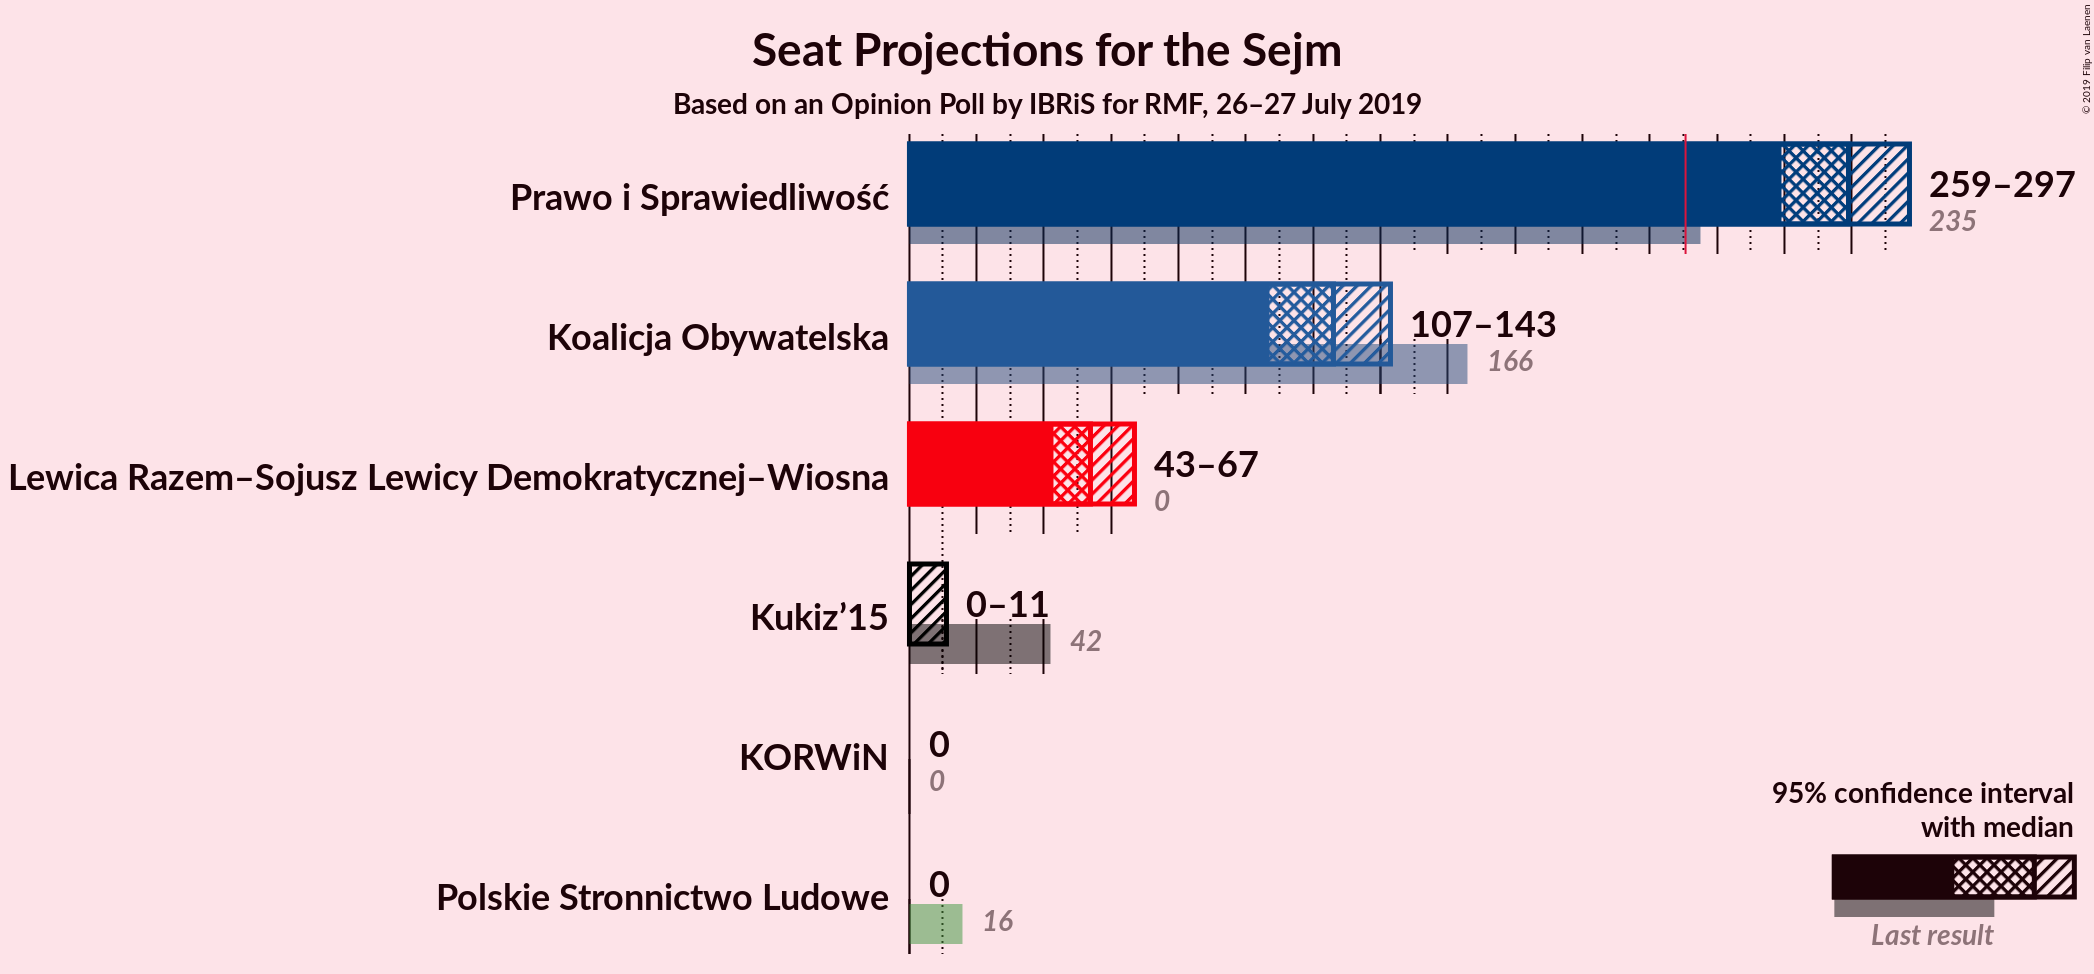 Seat Projections for the Sejm
Based on an Opinion Poll by IBRiS for RMF, 26–27 July 2019
© 2019 Filip van Laenen
Prawo i Sprawiedliwość
259–297
235
Koalicja Obywatelska
107–143
166
Lewica Razem–Sojusz Lewicy Demokratycznej–Wiosna
43–67
0
Kukiz’15
0–11
42
KORWiN
0
0
Polskie Stronnictwo Ludowe
0
16
95% confidence interval
with median
Last result